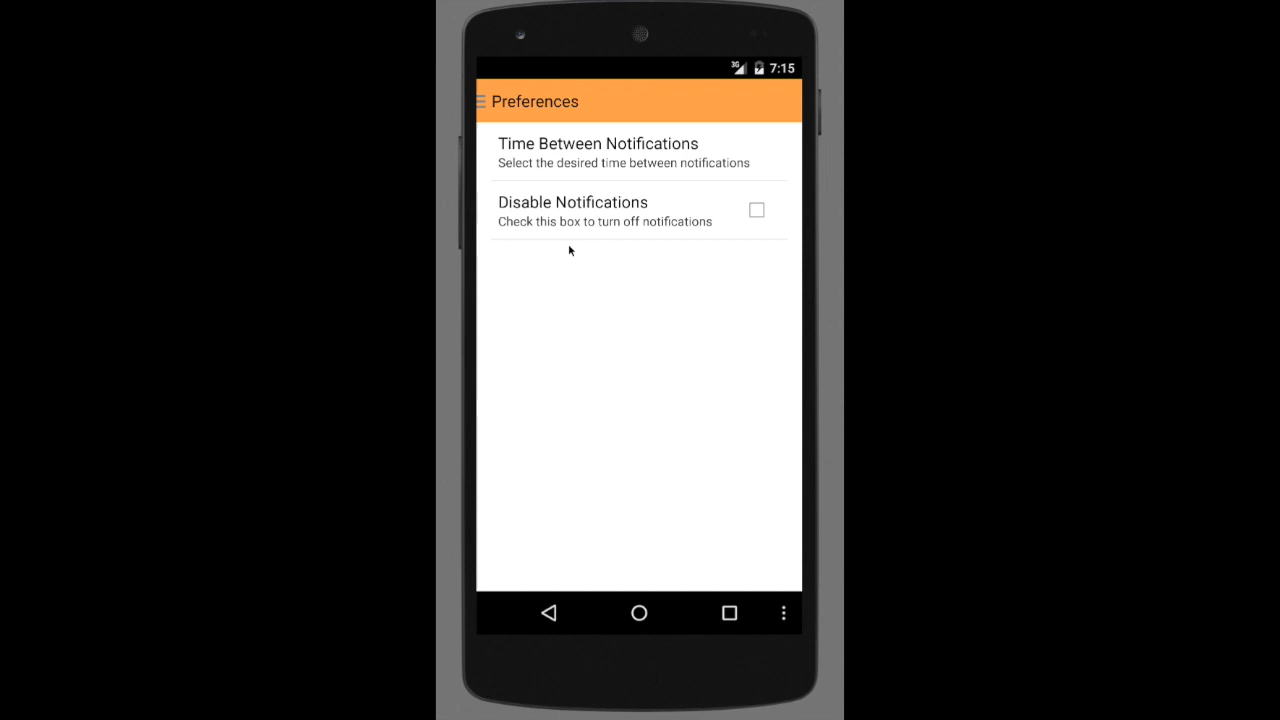 3G 7:15
Preferences
Time Between Notifications
Select the desired time between notifications
Disable Notifications
Check this box to turn off notifications